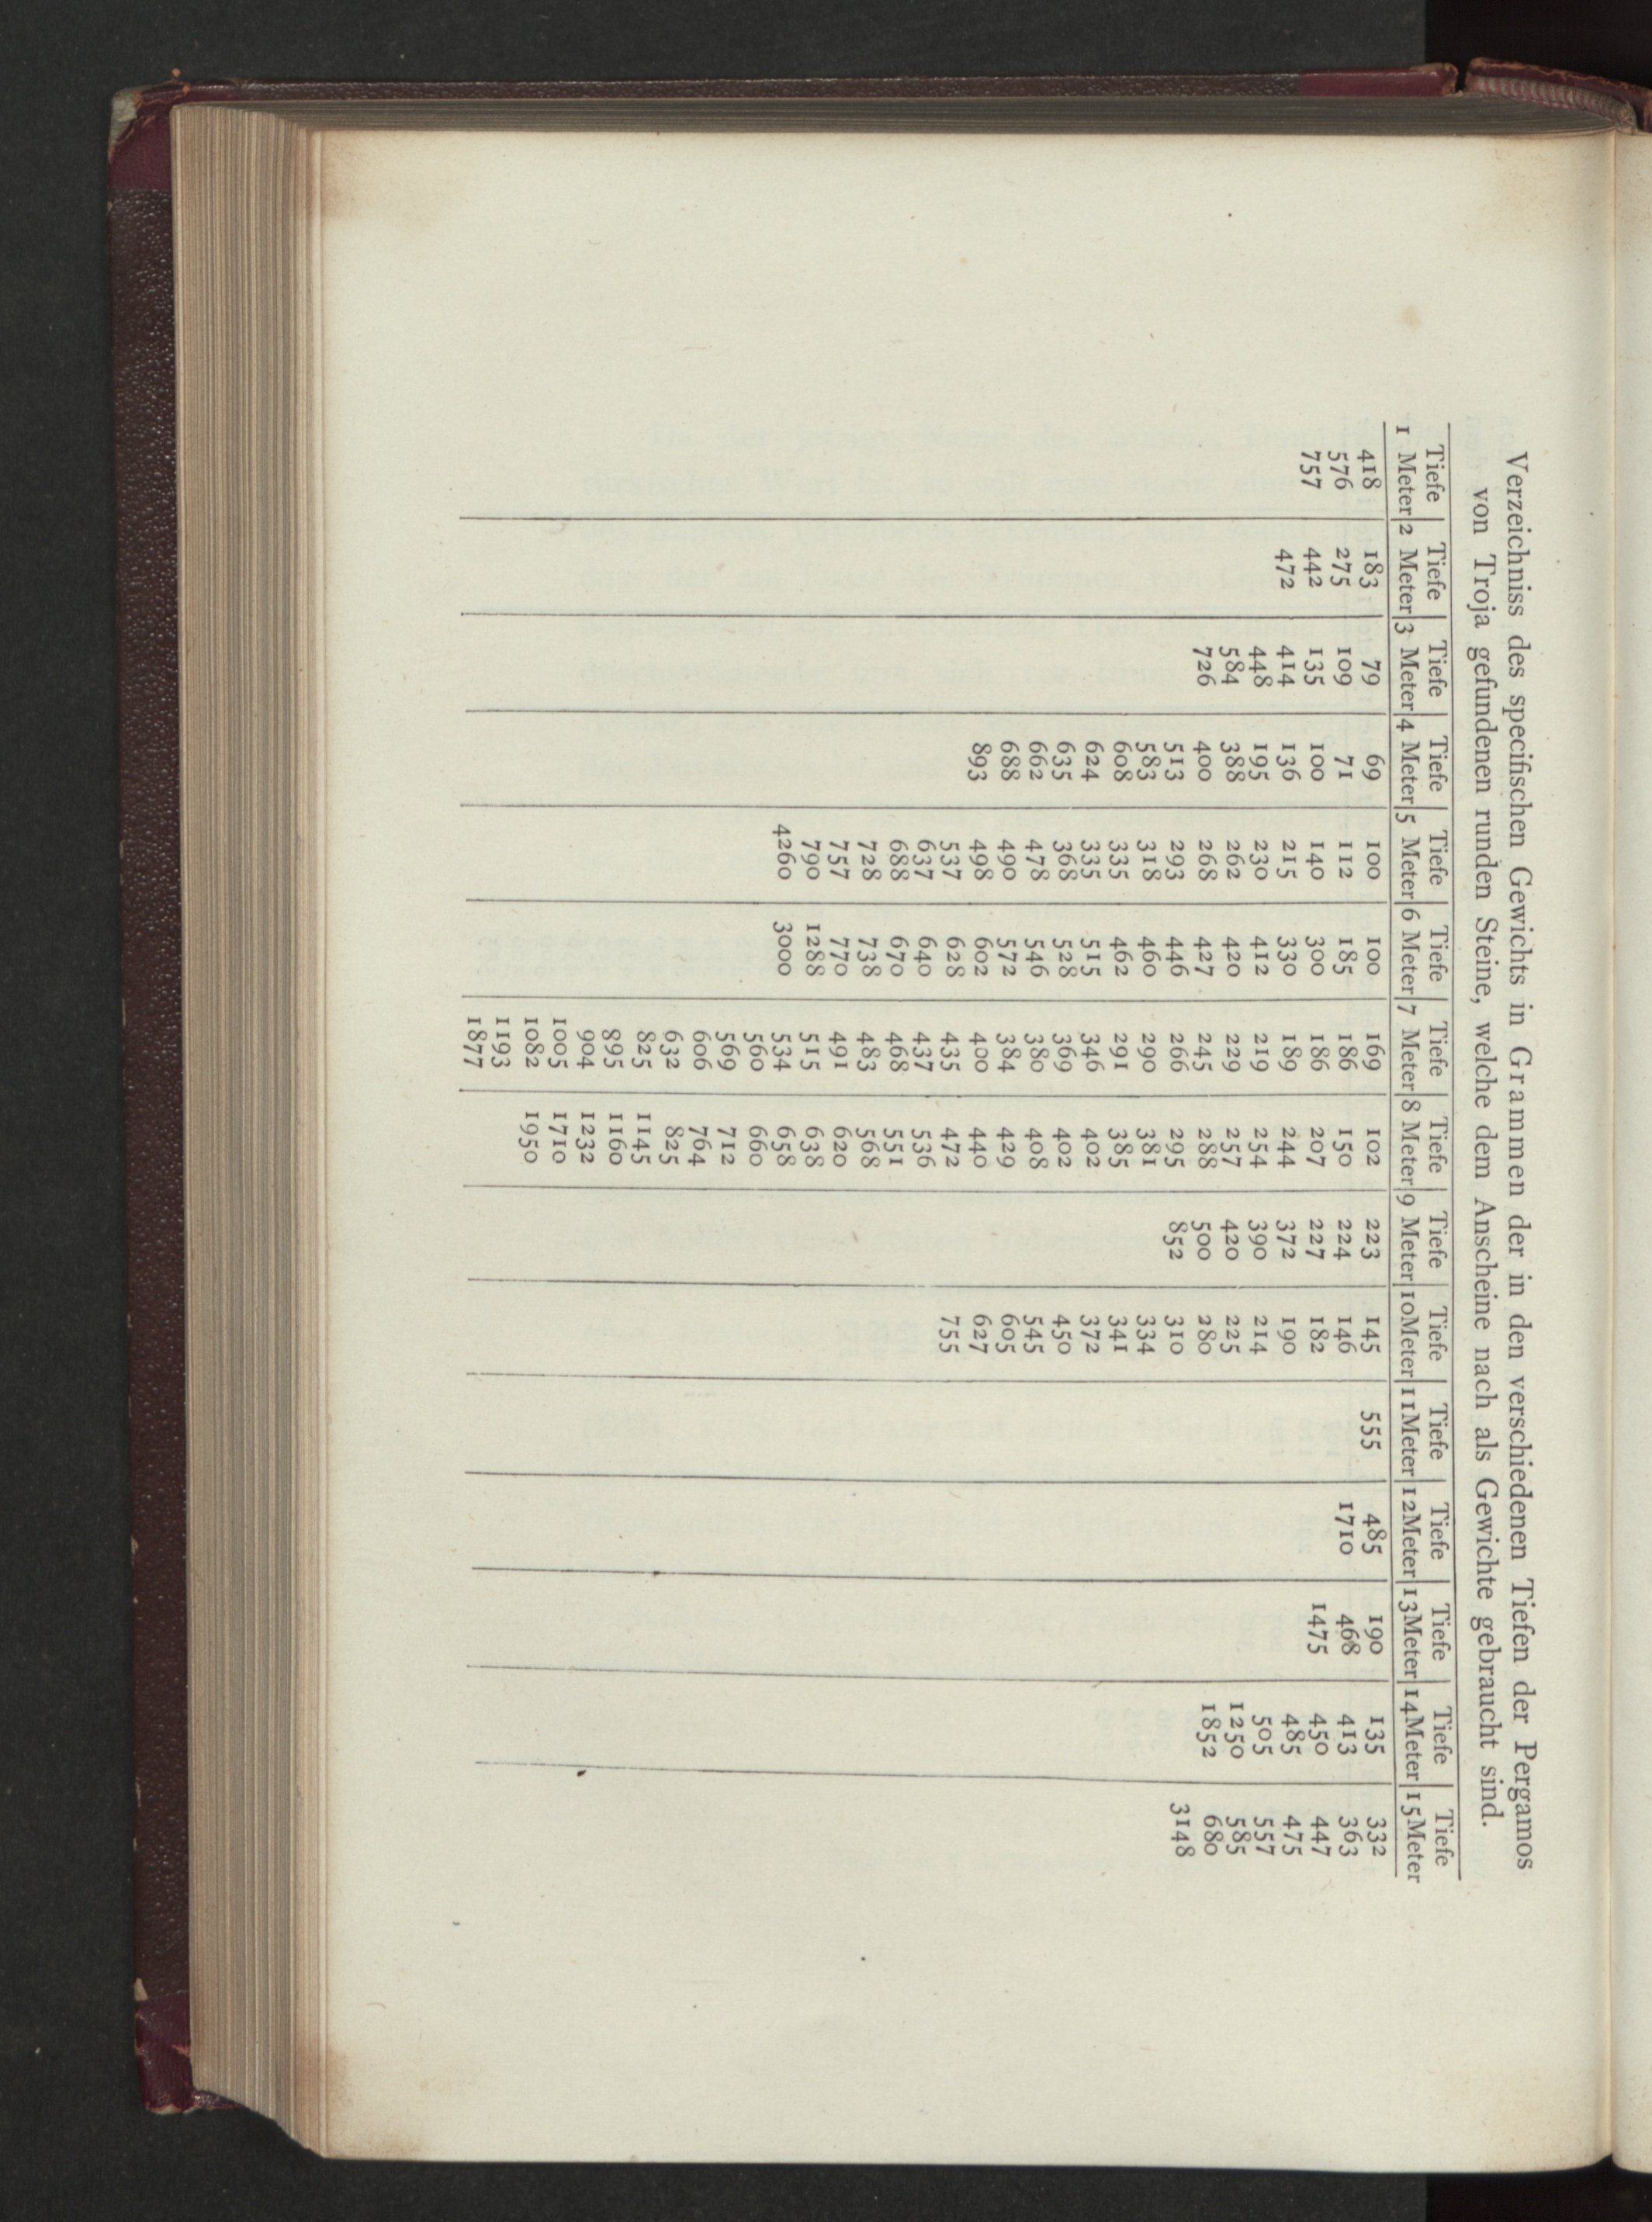 Verzeichniss des specifischen Gewichts in Grammen der in den verschiedenen Tiefen der Pergamos
von Troja gefundenen runden Steine, welche dem Anscheine nach als Gewichte gebraucht sind.
Tiefe Tiefe Tiefe Tiefe Tiefe Tiefe Tiefe Tiefe Tiefe Tiefe Tiefe Tiefe Tiefe Tiefe Tiefe
1 Meter 2 Meter 3 Meter 4 Meter 5 Meter 6 Meter 7 Meter 8 Meter 9 Meter 10Meter 11Meter 12Meter 13Meter 14Meter 15Meter
418 183 79 69 100 100 169 102 223 145 555 485 190 135 332
576 275 109 71 112 185 186 150 224 146 1710 468 413 363
757 442 135 100 140 300 186 207 227 182 1475 450 447
472 414 136 215 330 189 244 372 190 485 475
448 195 230 412 219 254 390 214 505 557
584 388 262 420 229 257 420 225 1250 585
726 400 268 427 245 288 500 280 1852 680
513 293 446 266 295 852 310 3148
583 318 460 290 381 334
608 335 462 291 385 341
624 335 515 346 402 372
635 368 528 369 402 450
662 478 546 380 408 545
688 490 572 384 429 605
893 498 602 400 440 627
537 628 435 472 755
637 640 437 536
688 670 468 551
728 738 483 568
757 770 491 620
790 1288 515 638
4260 3000 534 658
560 660
569 712
606 764
632 825
825 1145
895 1160
904 1232
1005 1710
1082 1950
1193
1877